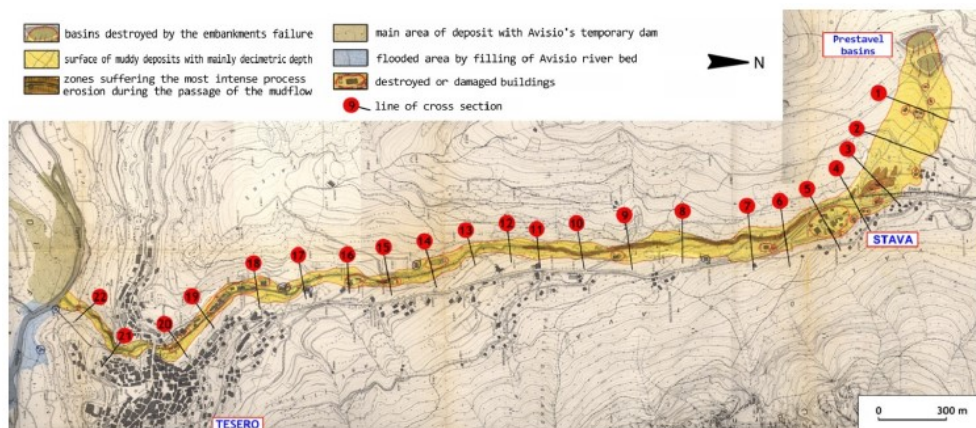 basins destroyed by the embankments failure
surface of muddy deposits with mainly decimetric depth
zones suffering the most intense process
erosion during the passage of the mudflow
main area of deposit with Avisio's temporary dam
flooded area by filling of Avisio river bed
destroyed or damaged buildings
9 line of cross section
N
Prestavel
basins
1
2
3
4
5
6
7
8
9
10
11
12
13
14
15
16
17
18
19
20
21
22
STAVA
TESERO
0 300 m